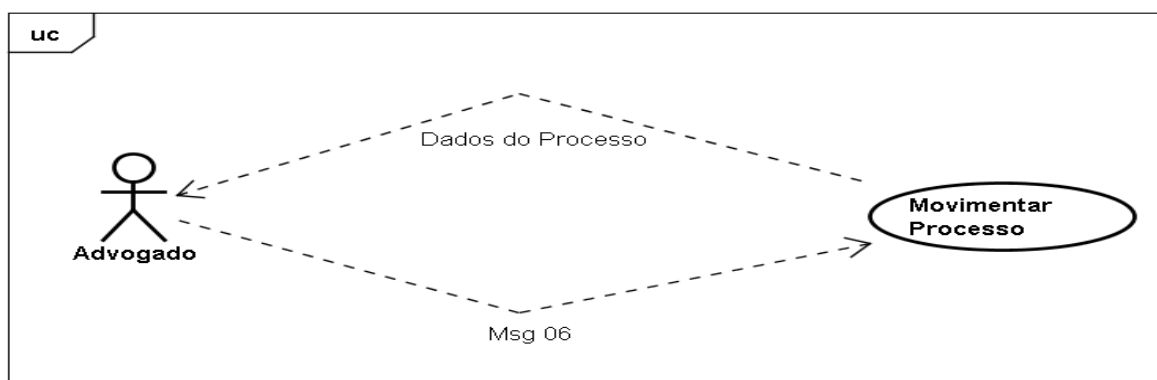 uc
Dados do Processo
Advogado
Movimentar
Processo
Msg 06